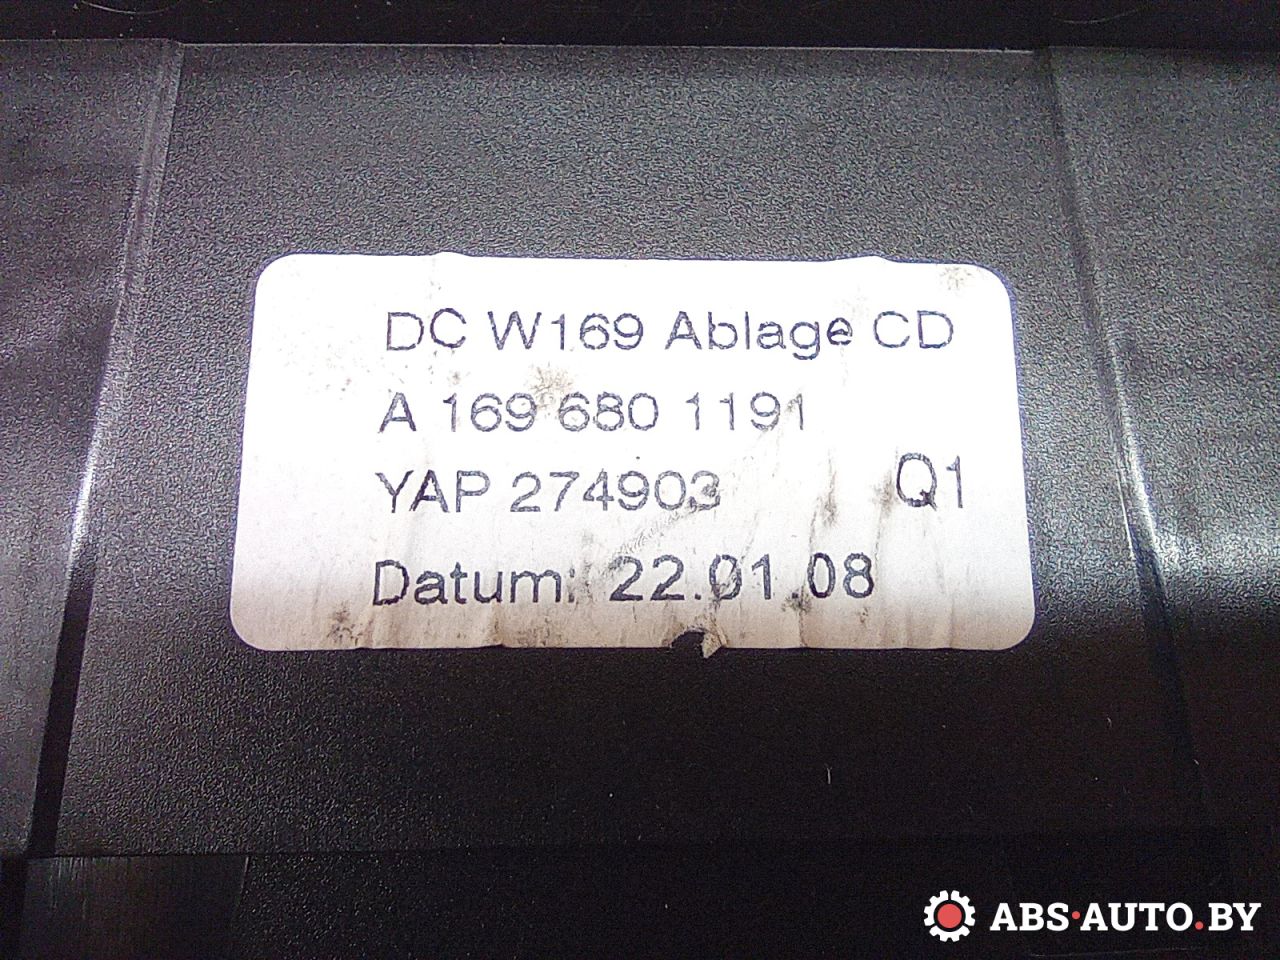 DC W169 Ablage CD
A 169 680 1191
YAP 274903 Q1
Datum: 22.01.08
ABS·AUTO.BY